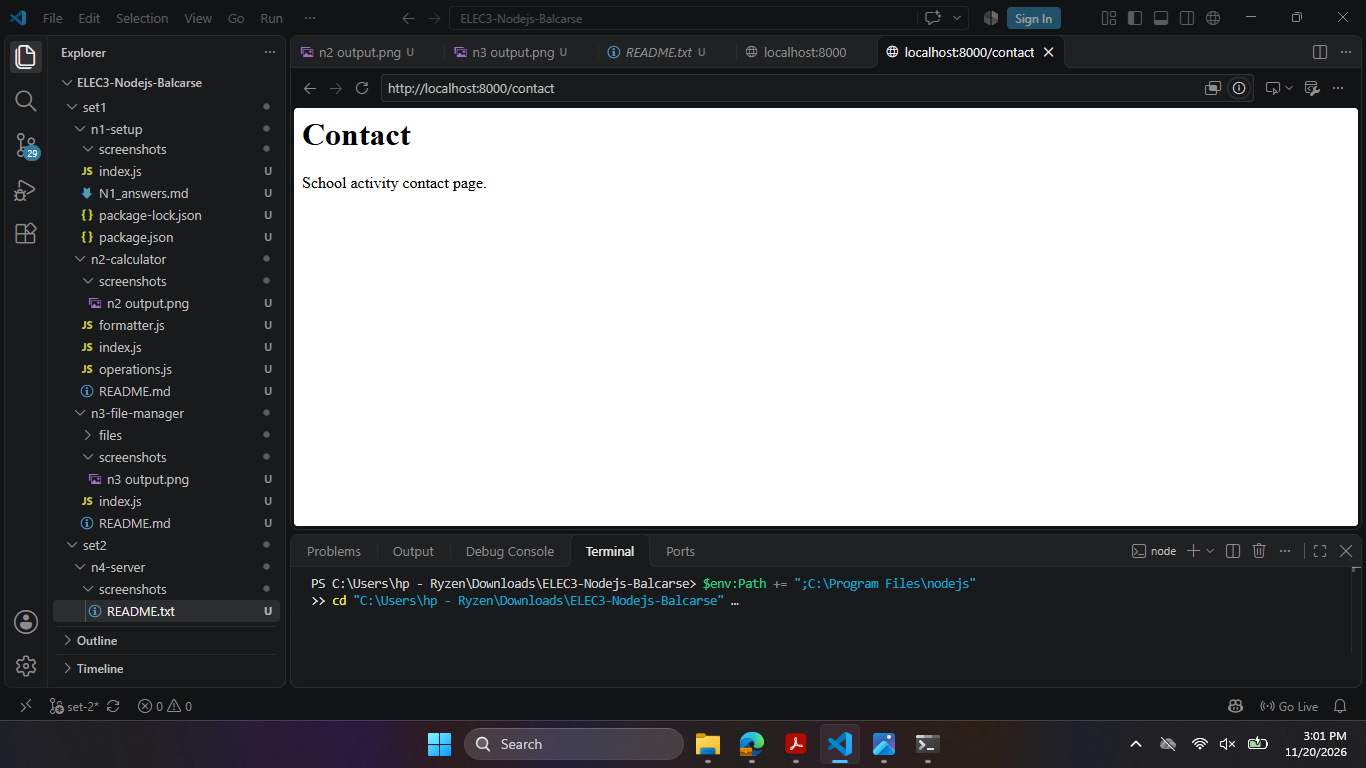 File Edit Selection View Go Run ··· ELEC3-Nodejs-Balcarse Sign In
Explorer ···
ELEC3-Nodejs-Balcarse
set1
n1-setup
screenshots
JS index.js U
N1_answers.md U
{} package-lock.json U
{} package.json U
n2-calculator
screenshots
n2 output.png U
JS formatter.js U
JS index.js U
JS operations.js U
README.md U
n3-file-manager
files
screenshots
n3 output.png U
JS index.js U
README.md U
set2
n4-server
screenshots
README.txt U
Outline
Timeline
29
n2 output.png U n3 output.png U README.txt U localhost:8000 localhost:8000/contact
http://localhost:8000/contact
Contact
School activity contact page.
Problems Output Debug Console Terminal Ports node
PS C:\Users\hp - Ryzen\Downloads\ELEC3-Nodejs-Balcarse> $env:Path += ";C:\Program Files\nodejs"
>> cd "C:\Users\hp - Ryzen\Downloads\ELEC3-Nodejs-Balcarse" …
set-2* 0 0 Go Live
Search
3:01 PM
11/20/2026